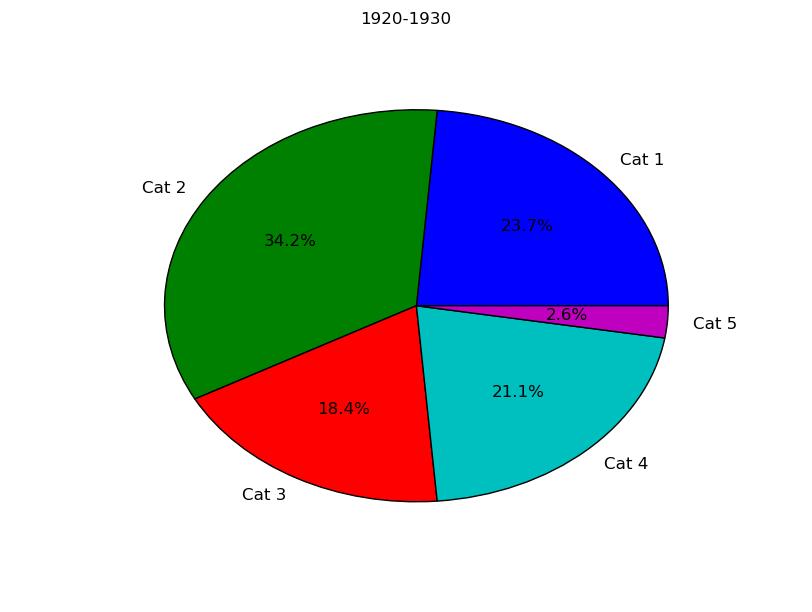 1920-1930
Cat 1
Cat 2
23.7%
34.2%
2.6%
Cat 5
21.1%
18.4%
Cat 4
Cat 3